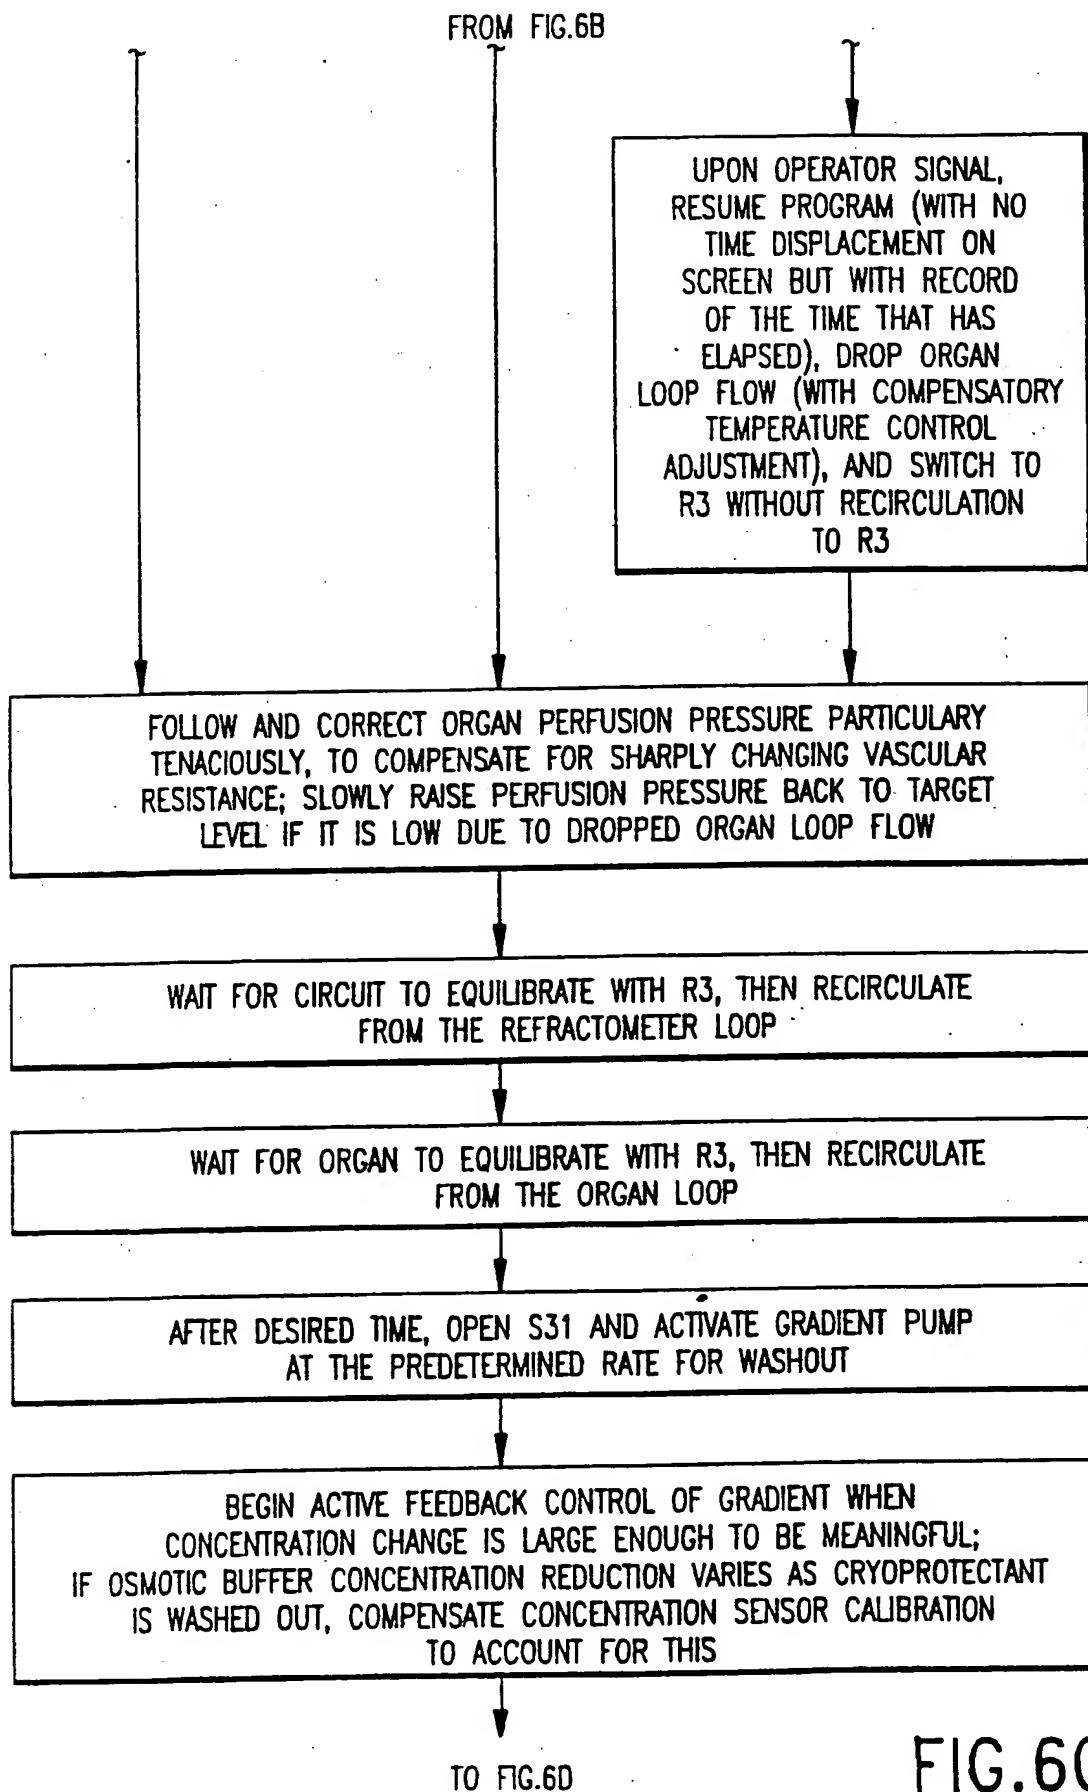 FROM FIG.6B
UPON OPERATOR SIGNAL,
RESUME PROGRAM (WITH NO
TIME DISPLACEMENT ON
SCREEN BUT WITH RECORD
OF THE TIME THAT HAS
ELAPSED), DROP ORGAN
LOOP FLOW (WITH COMPENSATORY
TEMPERATURE CONTROL
ADJUSTMENT), AND SWITCH TO
R3 WITHOUT RECIRCULATION
TO R3
FOLLOW AND CORRECT ORGAN PERFUSION PRESSURE PARTICULARY
TENACIOUSLY, TO COMPENSATE FOR SHARPLY CHANGING VASCULAR
RESISTANCE; SLOWLY RAISE PERFUSION PRESSURE BACK TO TARGET
LEVEL IF IT IS LOW DUE TO DROPPED ORGAN LOOP FLOW
WAIT FOR CIRCUIT TO EQUILIBRATE WITH R3, THEN RECIRCULATE
FROM THE REFRACTOMETER LOOP
WAIT FOR ORGAN TO EQUILIBRATE WITH R3, THEN RECIRCULATE
FROM THE ORGAN LOOP
AFTER DESIRED TIME, OPEN S31 AND ACTIVATE GRADIENT PUMP
AT THE PREDETERMINED RATE FOR WASHOUT
BEGIN ACTIVE FEEDBACK CONTROL OF GRADIENT WHEN
CONCENTRATION CHANGE IS LARGE ENOUGH TO BE MEANINGFUL;
IF OSMOTIC BUFFER CONCENTRATION REDUCTION VARIES AS CRYOPROTECTANT
IS WASHED OUT, COMPENSATE CONCENTRATION SENSOR CALIBRATION
TO ACCOUNT FOR THIS
TO FIG.6D
FIG.6C